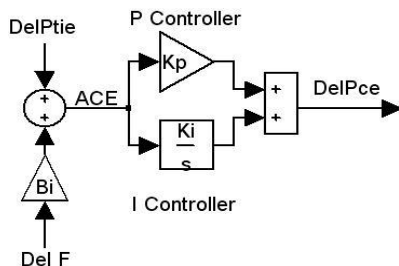 P Controller
DelPtie
Kp
+
+
ACE
+
+
DelPce
Ki
s
Bi
I Controller
Del F